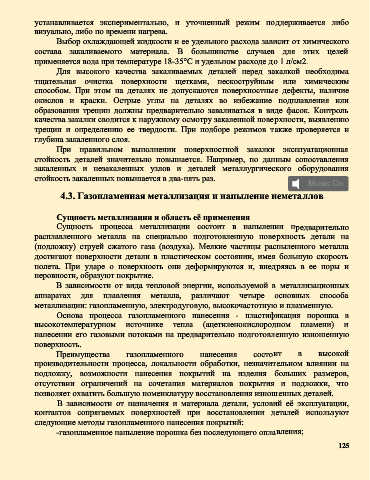 устанавливается экспериментально, и уточненный режим поддерживается либо
визуально, либо по времени нагрева.
Выбор охлаждающей жидкости и ее удельного расхода зависит от химического
состава закаливаемого материала. В большинстве случаев для этих целей
применяется вода при температуре 18-35°С и удельном расходе до 1 л/см2.
Для высокого качества закаливаемых деталей перед закалкой необходима
тщательная очистка поверхности щетками, пескоструйным или химическим
способом. При этом на деталях не допускаются поверхностные дефекты, наличие
окислов и краски. Острые углы на деталях во избежание подплавления или
образования трещин должны предварительно запиливаться в виде фасок. Контроль
качества закалки сводится к наружному осмотру закаленной поверхности, выявлению
трещин и определению ее твердости. При подборе режимов также проверяется и
глубина закаленного слоя.
При правильном выполнении поверхностной закалки эксплуатационная
стойкость деталей значительно повышается. Например, по данным сопоставления
закаленных и незакаленных узлов и деталей металлургического оборудования
стойкость закаленных повышается в два-пять раз.
Music On
4.3. Газопламенная металлизация и напыление неметаллов
Сущность металлизации и область её применения
Сущность процесса металлизации состоит в напылении предварительно
расплавленного металла на специально подготовленную поверхность детали на
(подложку) струей сжатого газа (воздуха). Мелкие частицы распыленного металла
достигают поверхности детали в пластическом состоянии, имея большую скорость
полета. При ударе о поверхность они деформируются и, внедряясь в ее поры и
неровности, образуют покрытие.
В зависимости от вида тепловой энергии, используемой в металлизационных
аппаратах для плавления металла, различают четыре основных способа
металлизации: газопламенную, электродуговую, высокочастотную и плазменную.
Основа процесса газопламенного нанесения - пластификация порошка в
высокотемпературном источнике тепла (ацетиленокислородном пламени) и
нанесение его газовыми потоками на предварительно подготовленную изношенную
поверхность.
Преимущества газопламенного нанесения состоит в высокой
производительности процесса, локальности обработки, незначительном влиянии на
подложку, возможности нанесения покрытий на изделия больших размеров,
отсутствии ограничений на сочетания материалов покрытия и подложки, что
позволяет охватить большую номенклатуру восстановления изношенных деталей.
В зависимости от назначения и материала детали, условий её эксплуатации,
контактов сопрягаемых поверхностей при восстановлении деталей используют
следующие методы газопламенного нанесения покрытий:
-газопламенное напыление порошка без последующего оплавления;
125